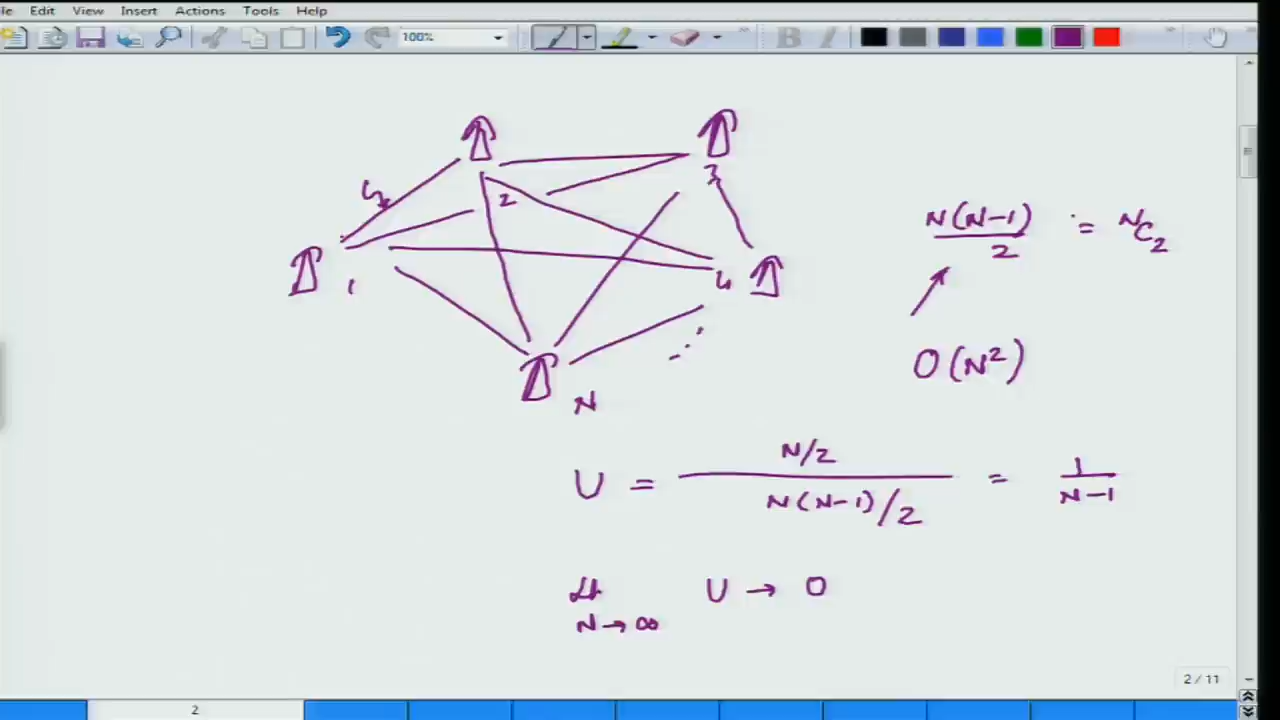 le Edit View Insert Actions Tools Help
100%
2
3
1
4
N
N(N-1)/2 = ᴺC₂
O(N²)
U = N/2 / N(N-1)/2 = 1/N-1
Lt U → 0
N → ∞
2 / 11
2